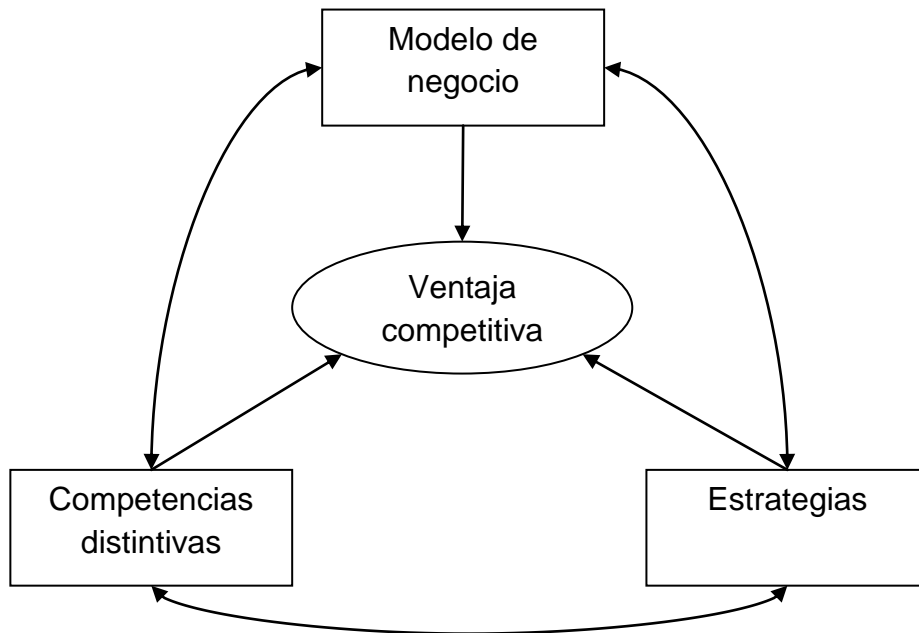 Modelo de
negocio
Ventaja
competitiva
Competencias
distintivas
Estrategias